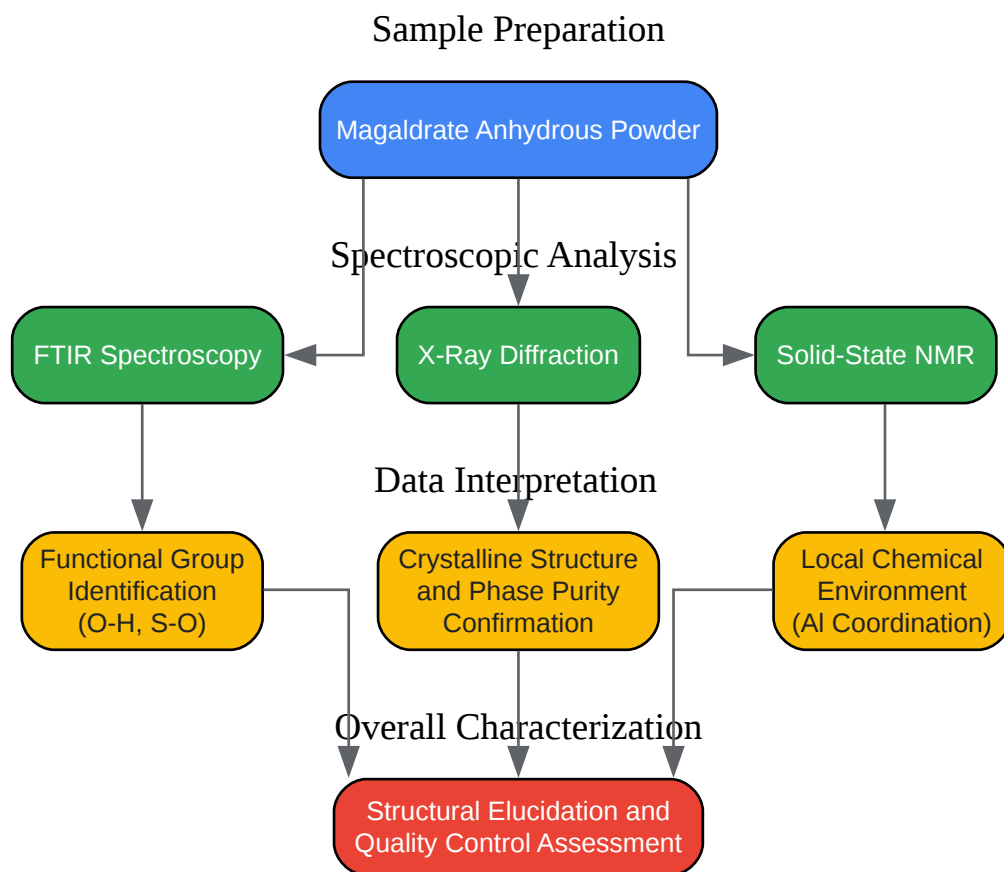 Sample Preparation
Magaldrate Anhydrous Powder
Spectroscopic Analysis
FTIR Spectroscopy
X-Ray Diffraction
Solid-State NMR
Data Interpretation
Functional Group
Identification
(O-H, S-O)
Crystalline Structure
and Phase Purity
Confirmation
Local Chemical
Environment
(Al Coordination)
Overall Characterization
Structural Elucidation and
Quality Control Assessment